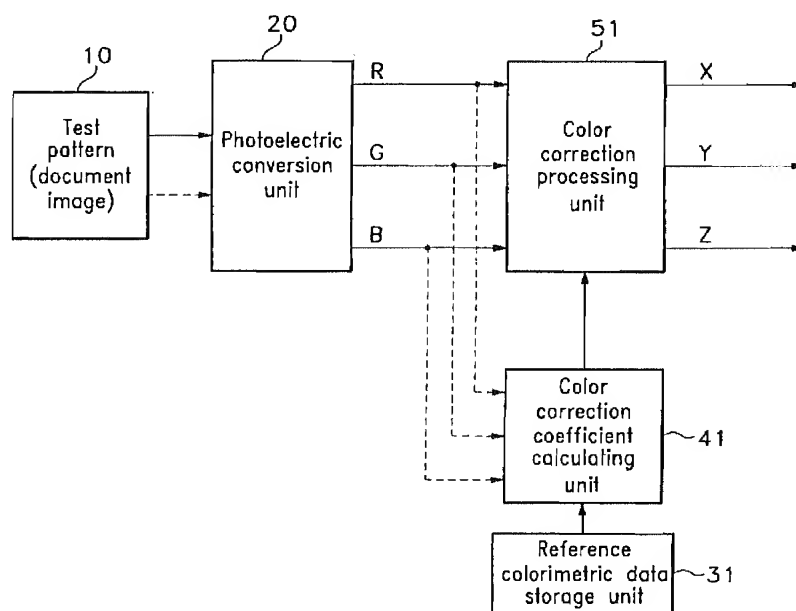 10
20
51
Test
pattern
(document
image)
Photoelectric
conversion
unit
R
G
B
Color
correction
processing
unit
X
Y
Z
Color
correction
coefficient
calculating
unit
41
Reference
colorimetric data
storage unit
31